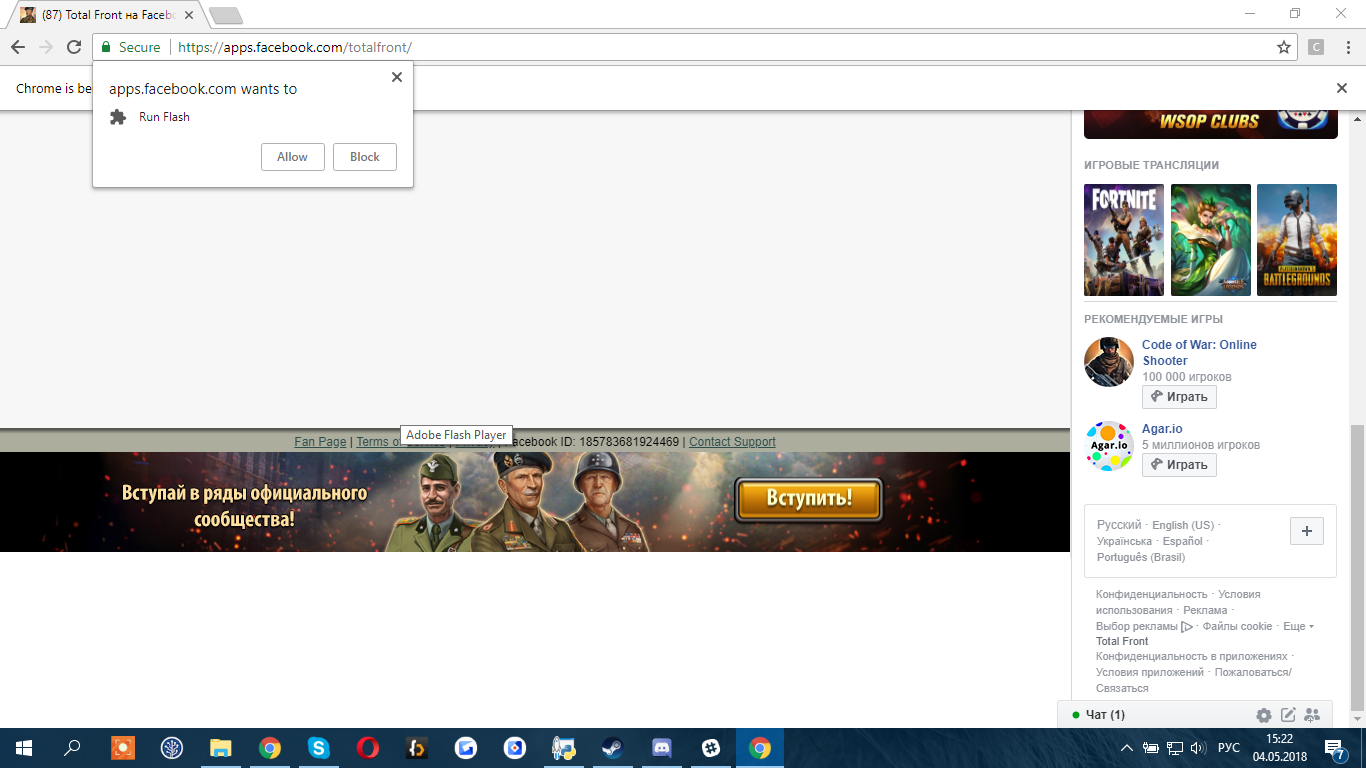 (87) Total Front на Faceb
Secure
https://apps.facebook.com/totalfront/
C
Chrome is be
apps.facebook.com wants to
Run Flash
Allow
Block
WSOP CLUBS
ИГРОВЫЕ ТРАНСЛЯЦИИ
FORTNITE
BATTLEGROUNDS
РЕКОМЕНДУЕМЫЕ ИГРЫ
Code of War: Online
Shooter
100 000 игроков
Играть
Agar.io
Agar.io
5 миллионов игроков
Играть
Adobe Flash Player
Fan Page | Terms of | Facebook ID: 185783681924469 | Contact Support
Вступай в ряды официального
сообщества!
Вступить!
Русский · English (US) ·
Українська · Español ·
Português (Brasil)
Конфиденциальность · Условия
использования · Реклама ·
Выбор рекламы · Файлы cookie · Еще
Total Front
Конфиденциальность в приложениях ·
Условия приложений · Пожаловаться/
Связаться
Чат (1)
РУС
15:22
04.05.2018
7